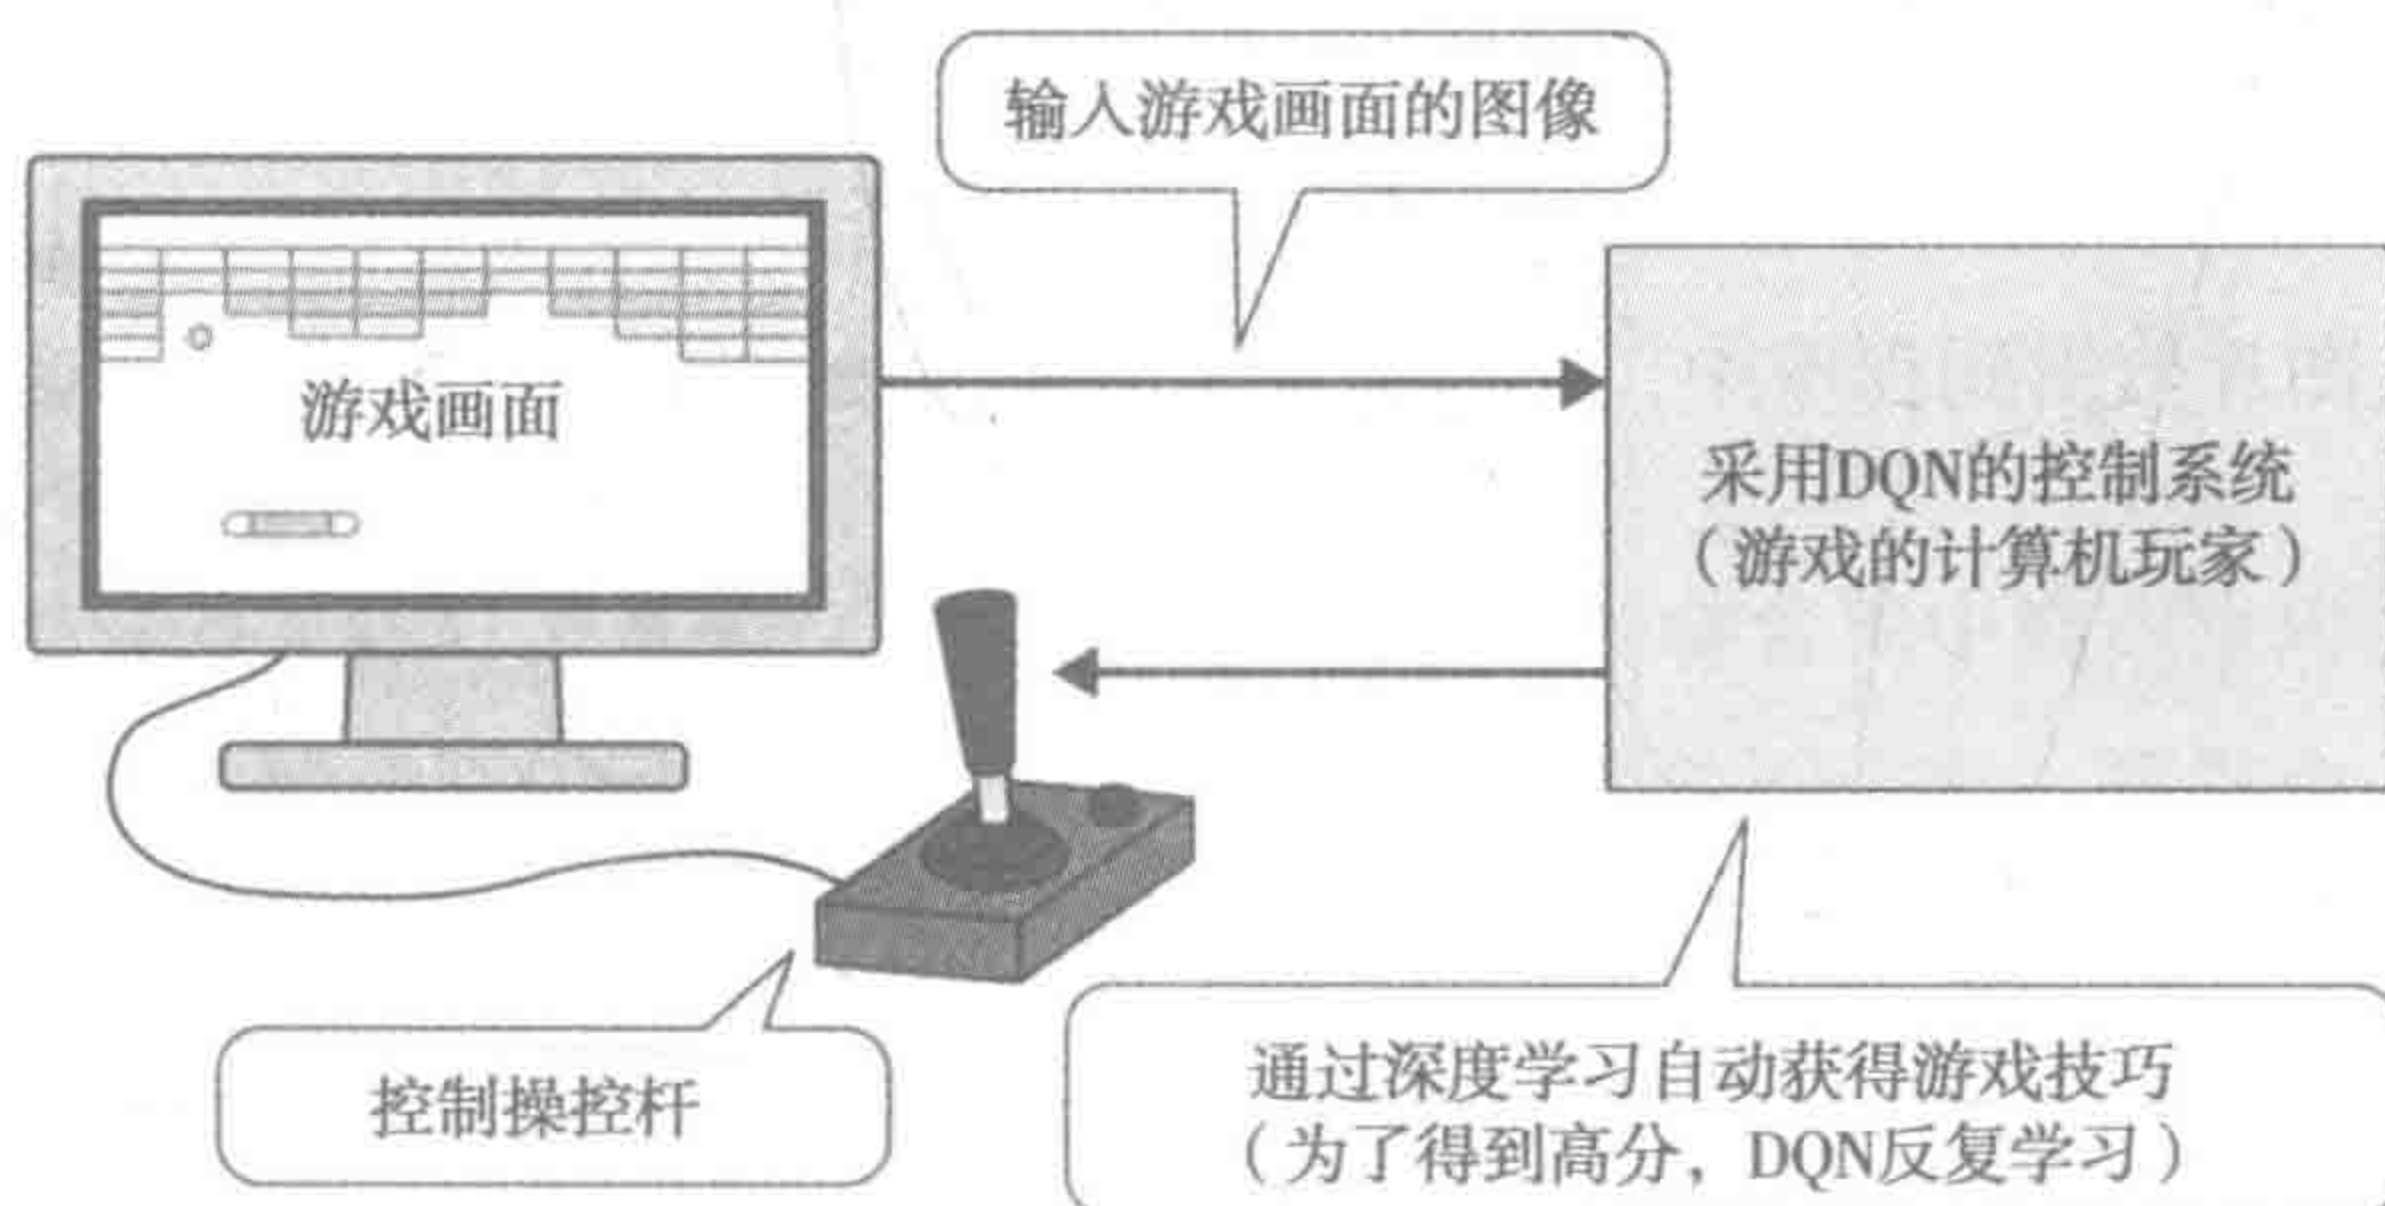 输入游戏画面的图像
游戏画面
采用DQN的控制系统
（游戏的计算机玩家）
控制操控杆
通过深度学习自动获得游戏技巧
（为了得到高分，DQN反复学习）